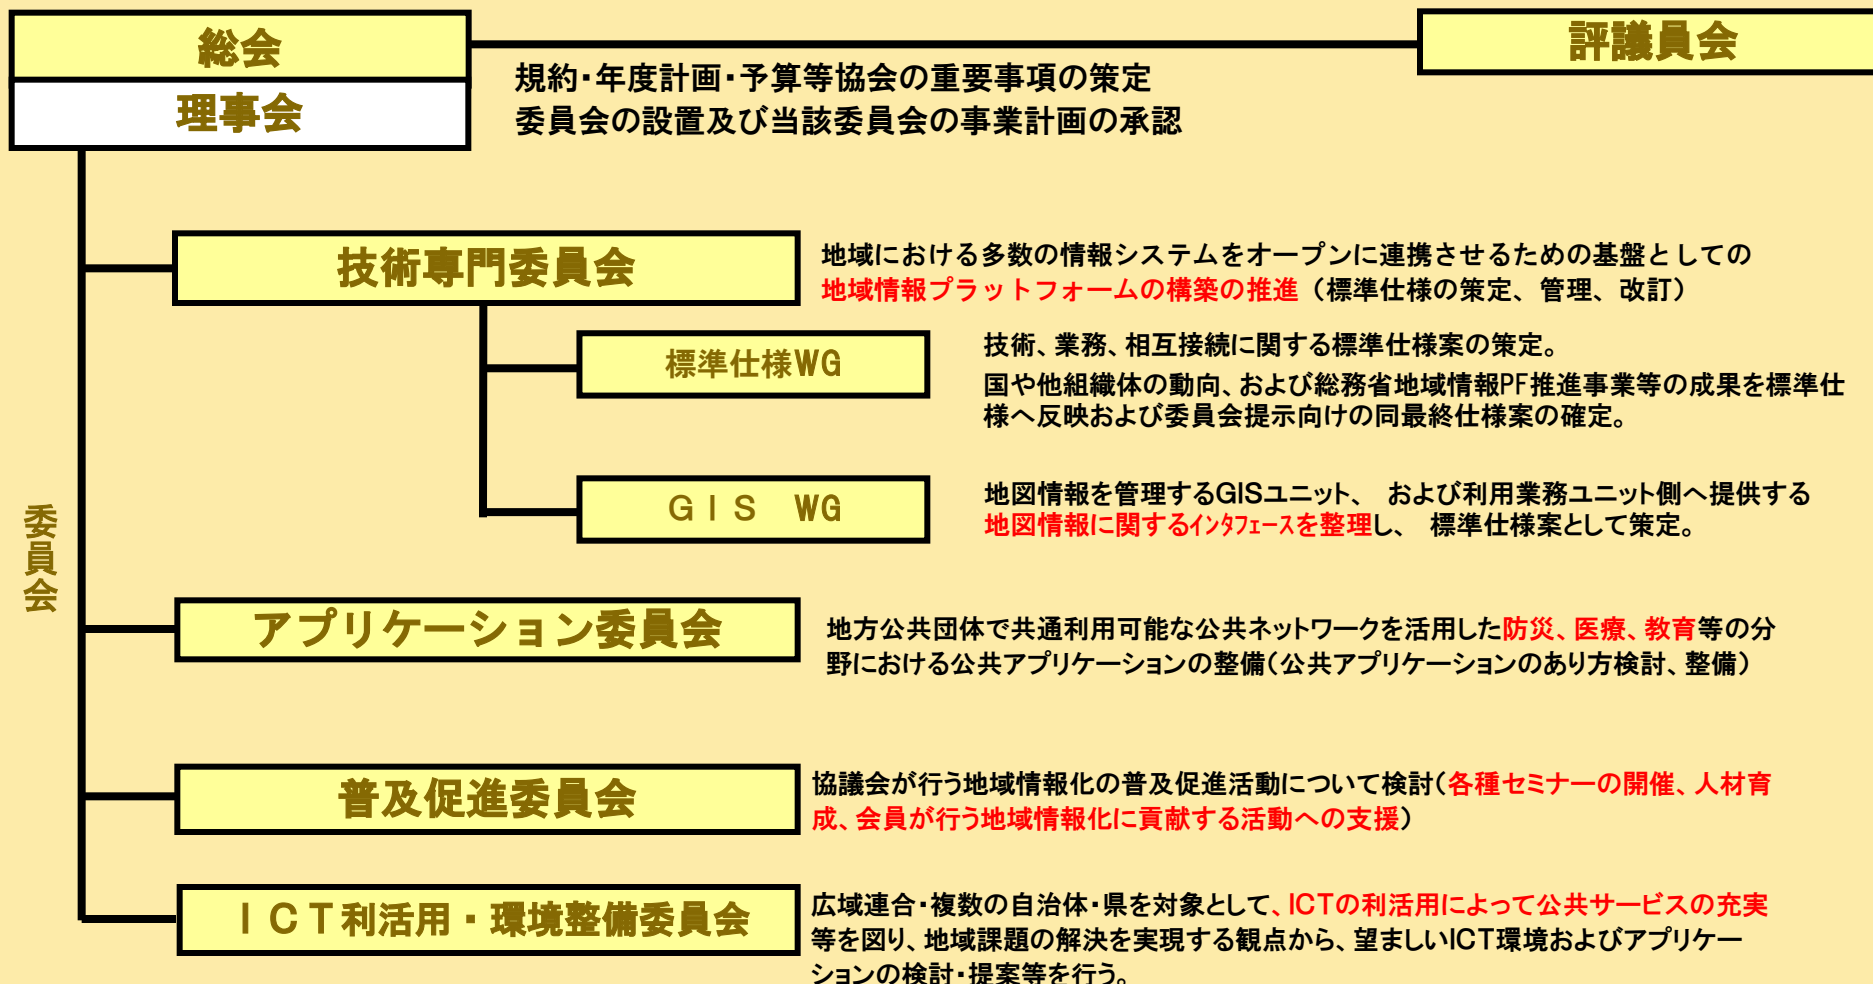 総会
評議員会
理事会
規約・年度計画・予算等協会の重要事項の策定
委員会の設置及び当該委員会の事業計画の承認
委員会
技術専門委員会
地域における多数の情報システムをオープンに連携させるための基盤としての
地域情報プラットフォームの構築の推進（標準仕様の策定、管理、改訂）
標準仕様WG
技術、業務、相互接続に関する標準仕様案の策定。
国や他組織体の動向、および総務省地域情報PF推進事業等の成果を標準仕
様へ反映および委員会提示向けの同最終仕様案の確定。
ＧＩＳ　WG
地図情報を管理するGISユニット、 および利用業務ユニット側へ提供する
地図情報に関するｲﾝﾀﾌｪｰｽを整理し、 標準仕様案として策定。
アプリケーション委員会
地方公共団体で共通利用可能な公共ネットワークを活用した防災、医療、教育等の分
野における公共アプリケーションの整備（公共アプリケーションのあり方検討、整備）
普及促進委員会
協議会が行う地域情報化の普及促進活動について検討（各種セミナーの開催、人材育
成、会員が行う地域情報化に貢献する活動への支援）
ＩＣＴ利活用・環境整備委員会
広域連合・複数の自治体・県を対象として、ICTの利活用によって公共サービスの充実
等を図り、地域課題の解決を実現する観点から、望ましいICT環境およびアプリケー
ションの検討・提案等を行う。